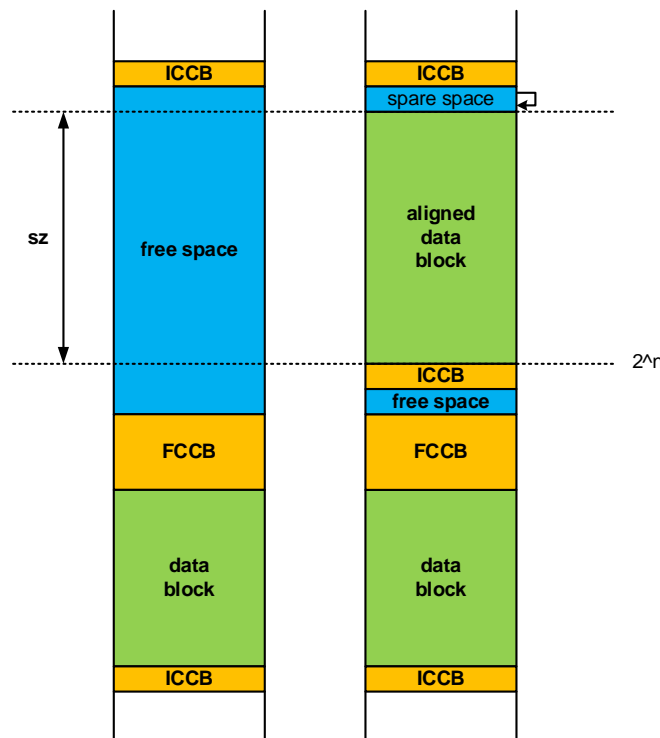 ICCB
free space
FCCB
data
block
ICCB
sz
ICCB
spare space
aligned
data
block
ICCB
free space
FCCB
data
block
ICCB
2^n